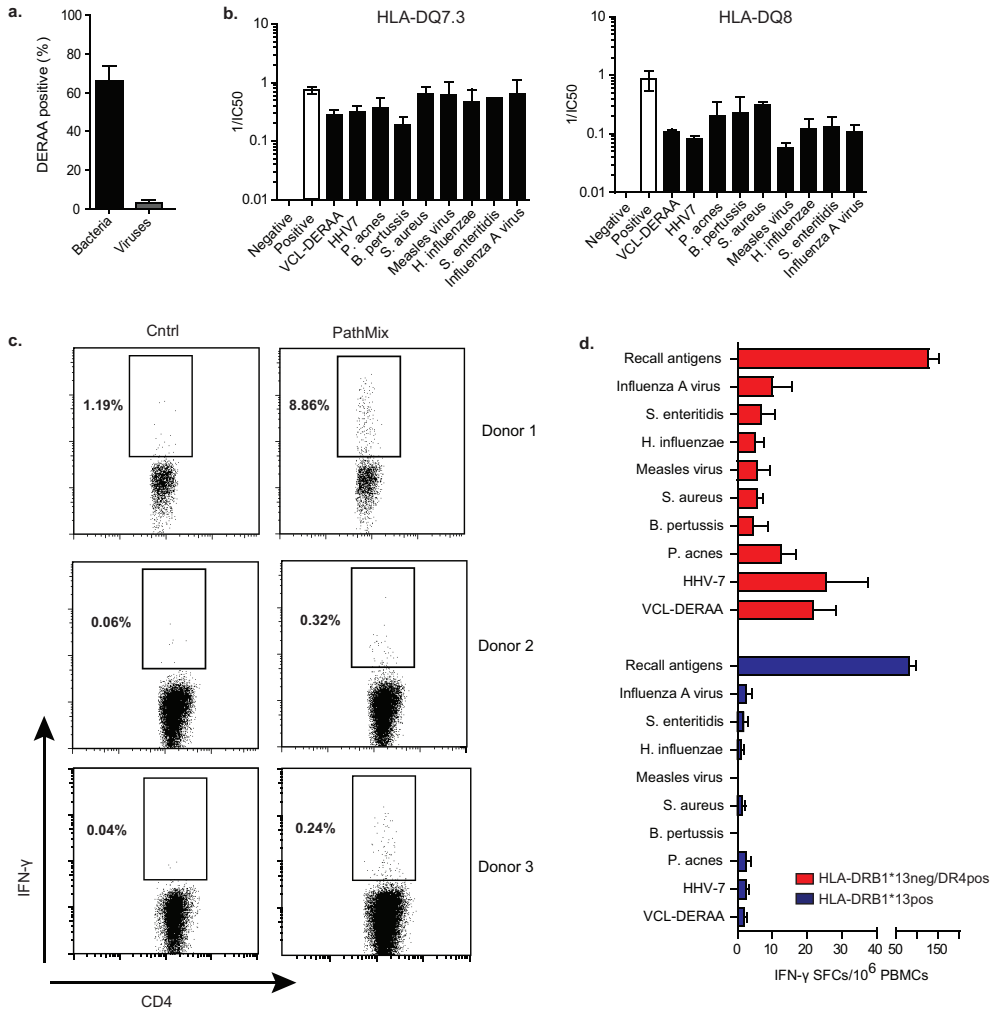 a.
DERAA positive (%)
100
80
60
40
20
0
Bacteria
Viruses
b.
HLA-DQ7.3
1/IC50
10
1
0.1
0.01
Negative
Positive
VCL-DERAA
HHV7
P. acnes
B. pertussis
S. aureus
Measles virus
H. influenzae
S. enteritidis
Influenza A virus
HLA-DQ8
1/IC50
10
1
0.1
0.01
Negative
Positive
VCL-DERAA
HHV7
P. acnes
B. pertussis
S. aureus
Measles virus
H. influenzae
S. enteritidis
Influenza A virus
c.
Cntrl
PathMix
1.19%
8.86%
Donor 1
0.06%
0.32%
Donor 2
0.04%
0.24%
Donor 3
IFN-γ
CD4
d.
Recall antigens
Influenza A virus
S. enteritidis
H. influenzae
Measles virus
S. aureus
B. pertussis
P. acnes
HHV-7
VCL-DERAA
Recall antigens
Influenza A virus
S. enteritidis
H. influenzae
Measles virus
S. aureus
B. pertussis
P. acnes
HHV-7
VCL-DERAA
HLA-DRB1*13neg/DR4pos
HLA-DRB1*13pos
0 10 20 30 40 50 150
IFN-γ SFCs/10⁶ PBMCs